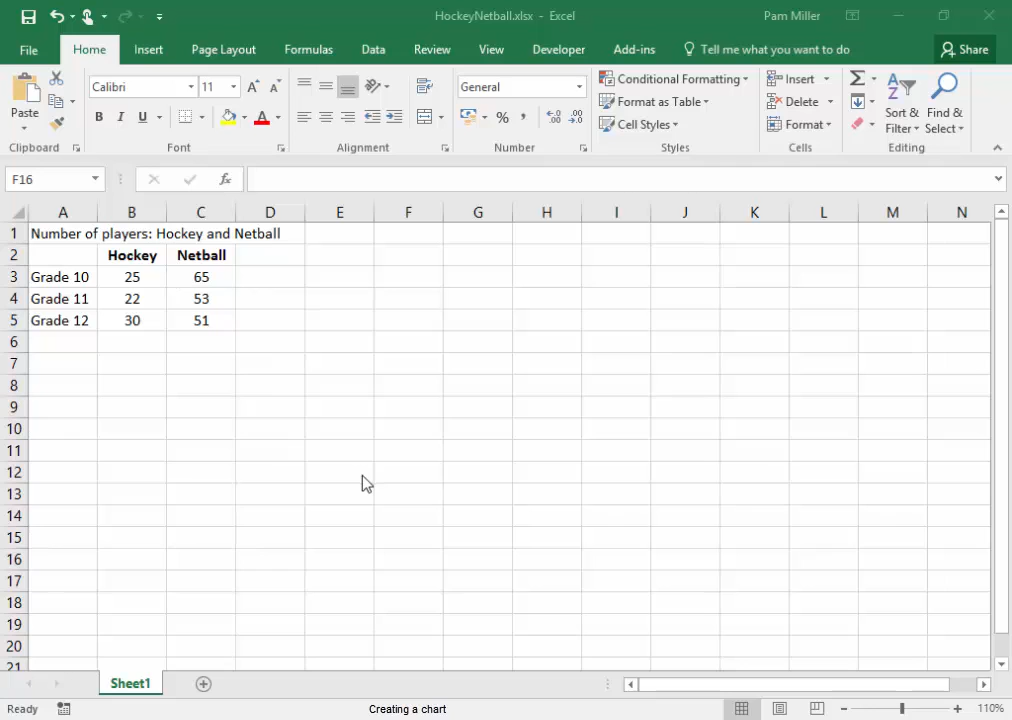 HockeyNetball.xlsx - Excel
Pam Miller
File Home Insert Page Layout Formulas Data Review View Developer Add-ins Tell me what you want to do Share
Paste
Clipboard
Calibri 11
B I U A
Font
Alignment
General
%
Number
Conditional Formatting
Format as Table
Cell Styles
Styles
Insert
Delete
Format
Cells
Sort & Filter
Find & Select
Editing
F16 fx
A B C D E F G H I J K L M N
1 Number of players: Hockey and Netball
2 Hockey Netball
3 Grade 10 25 65
4 Grade 11 22 53
5 Grade 12 30 51
6
7
8
9
10
11
12
13
14
15
16
17
18
19
20
21
Sheet1
Ready Creating a chart 110%